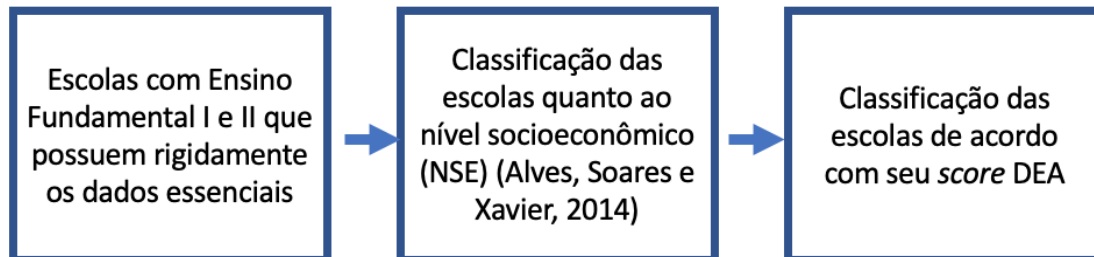 Escolas com Ensino
Fundamental I e II que
possuem rigidamente
os dados essenciais
Classificação das
escolas quanto ao
nível socioeconômico
(NSE) (Alves, Soares e
Xavier, 2014)
Classificação das
escolas de acordo
com seu score DEA